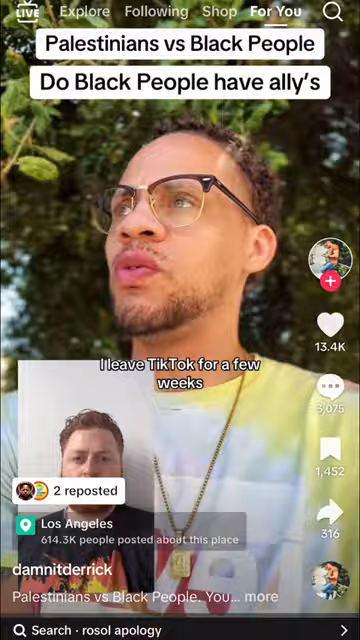 LIVE
Explore Following Shop For You
Palestinians vs Black People
Do Black People have ally's
13.4K
I leave TikTok for a few
weeks
3,075
1,452
2 reposted
316
Los Angeles
614.3K people posted about this place
damnitderrick
Palestinians vs Black People. You... more
Search · rosol apology